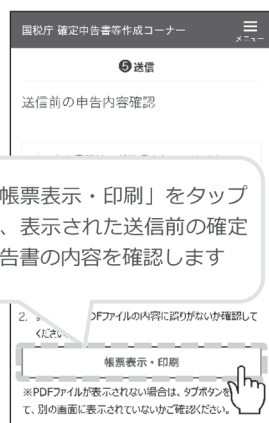 国税庁 確定申告書等作成コーナー
メニュー
❺送信
送信前の申告内容確認
帳票表示・印刷」をタップ
、表示された送信前の確定
告書の内容を確認します
2.
DFファイルの内容に誤りがないか確認して
ください
帳票表示・印刷
※PDFファイルが表示されない場合は、タブボタンを
て、別の画面に表示されていないかご確認ください。